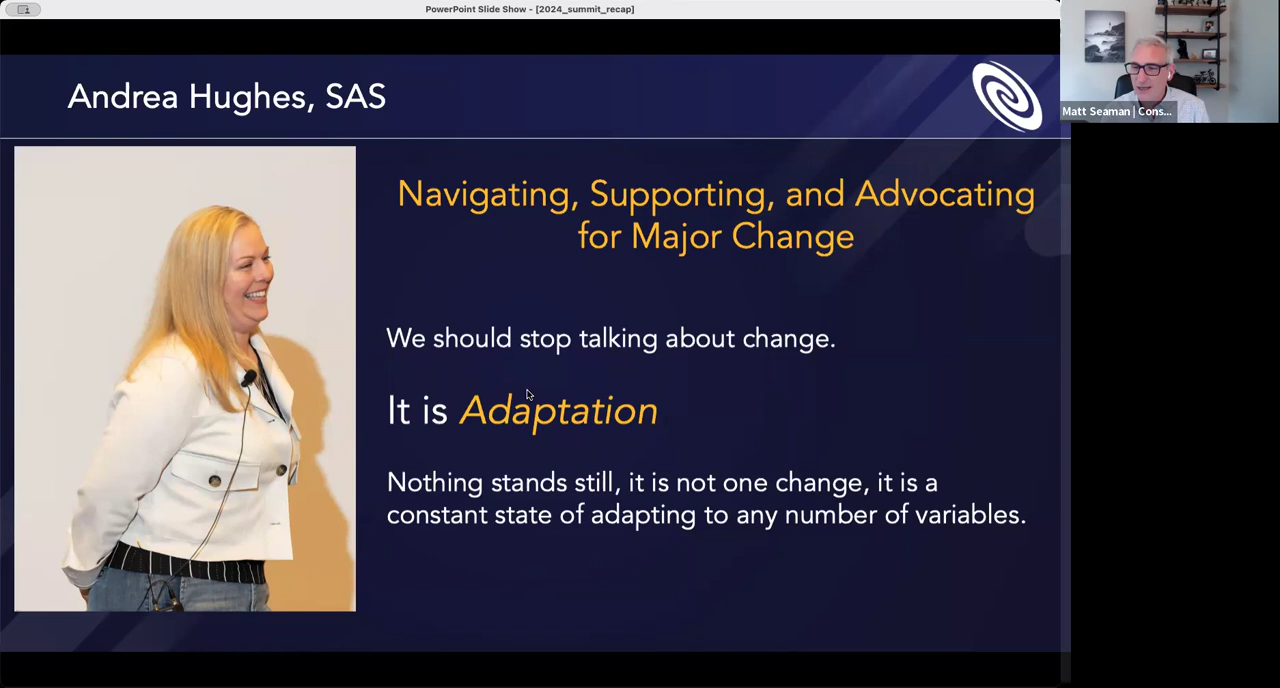 PowerPoint Slide Show - [2024_summit_recap]
Matt Seaman | Cons...
Andrea Hughes, SAS
Navigating, Supporting, and Advocating
for Major Change
We should stop talking about change.
It is Adaptation
Nothing stands still, it is not one change, it is a
constant state of adapting to any number of variables.